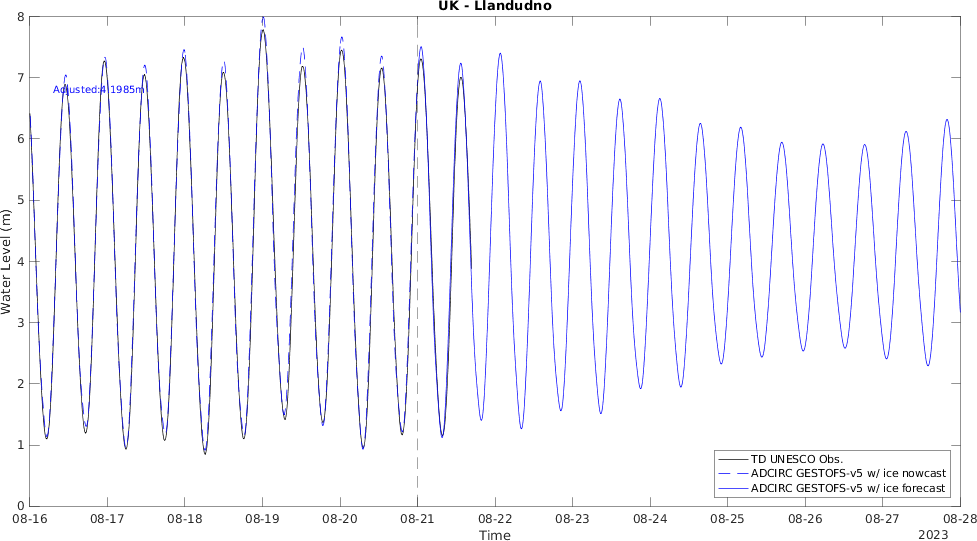 UK - Llandudno
8
7
6
5
4
3
2
1
0
Water Level (m)
Adjusted:4.1985m
TD UNESCO Obs.
ADCIRC GESTOFS-v5 w/ ice nowcast
ADCIRC GESTOFS-v5 w/ ice forecast
08-16 08-17 08-18 08-19 08-20 08-21 08-22 08-23 08-24 08-25 08-26 08-27 08-28
Time
2023